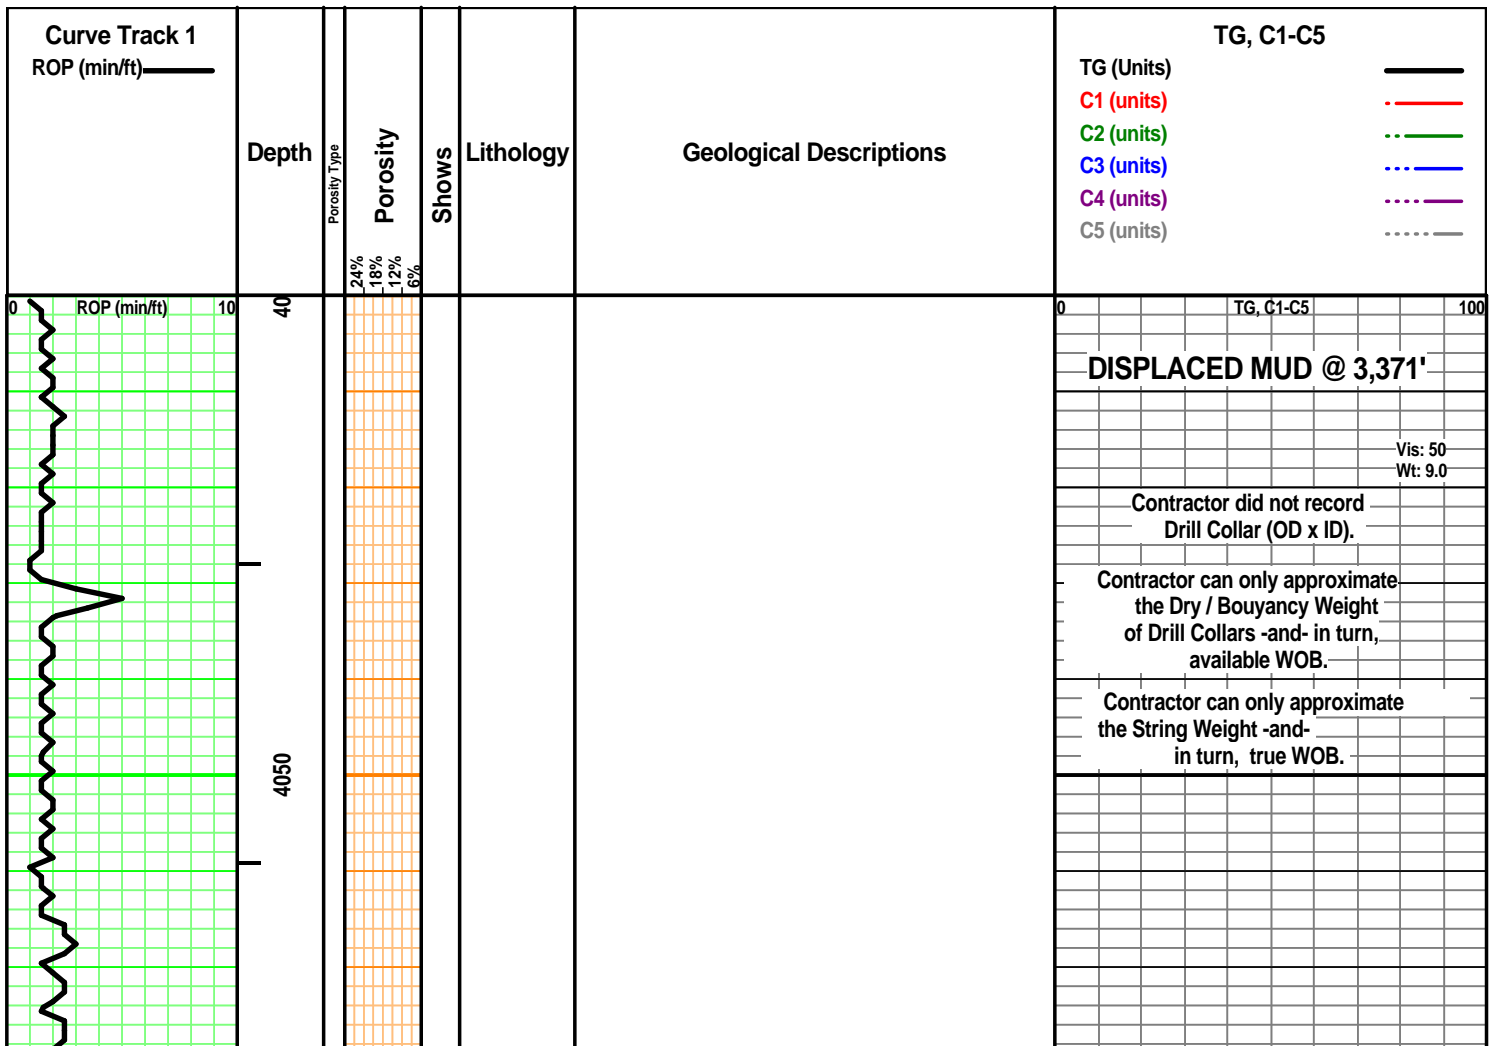 Curve Track 1
ROP (min/ft)
Depth
Porosity Type
Porosity
24%
18%
12%
6%
Shows
Lithology
Geological Descriptions
TG, C1-C5
TG (Units)
C1 (units)
C2 (units)
C3 (units)
C4 (units)
C5 (units)
0 ROP (min/ft) 10
40
0 TG, C1-C5 100
DISPLACED MUD @ 3,371'
Vis: 50
Wt: 9.0
Contractor did not record
Drill Collar (OD x ID).
Contractor can only approximate
the Dry / Bouyancy Weight
of Drill Collars -and- in turn,
available WOB.
Contractor can only approximate
the String Weight -and-
in turn, true WOB.
4050